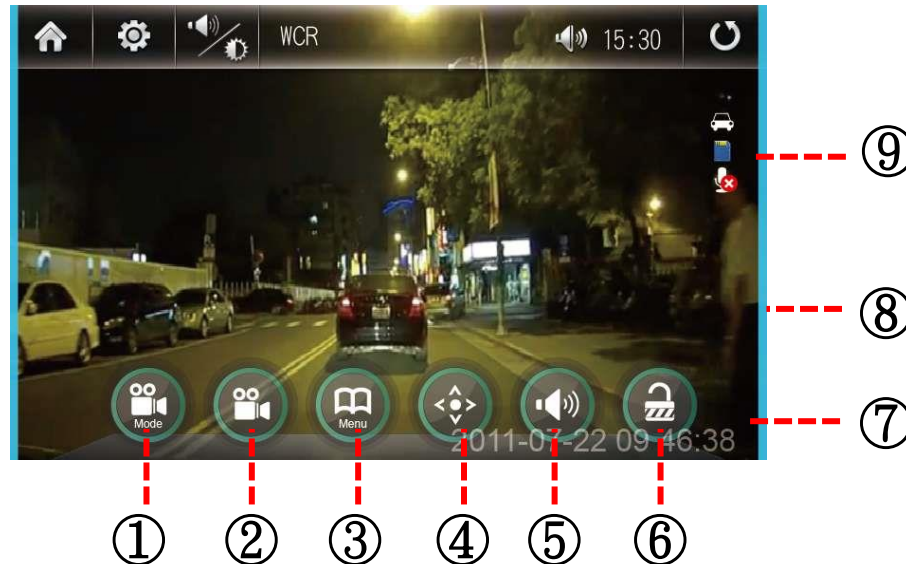 WCR 15:30
⑨
⑧
Mode
Menu
2011-07-22 09:46:38
⑦
① ② ③ ④ ⑤ ⑥